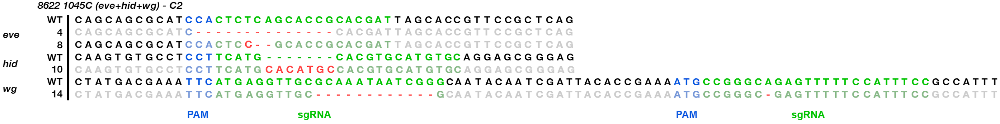 8622 1045C (eve+hid+wg) - C2
eve
WT CAGCAGCGCATCCACTCTCAGCACCGCACGATTAGCACCGTTCCGCTCAG
4 CAGCAGCGCATC--------------CACGATTAGCACCGTTCCGCTCAG
8 CAGCAGCGCATCCACTCC--GCACCGCACGATTAGCACCGTTCCGCTCAG
hid
WT CAAGTGTGCCTCCTTCATG-------CACGTGCATGTGCAGGAGCGGGAG
10 CAAGTGTGCCTCCTTCATGCACATGCCACGTGCATGTGCAGGAGCGGGAG
wg
WT CTATGACGAAATTCATGAGGTTGCGCAAATAATCGGGCAATACAATCGATTACACCGAAAATGCCGGGCAGAGTTTTTCCATTTCCGCCATTT
14 CTATGACGAAATTCATGAGGTTGC------------GCAATACAATCGATTACACCGAAAATGCCGGGC-GAGTTTTTCCATTTCCGCCATTT
PAM sgRNA PAM sgRNA